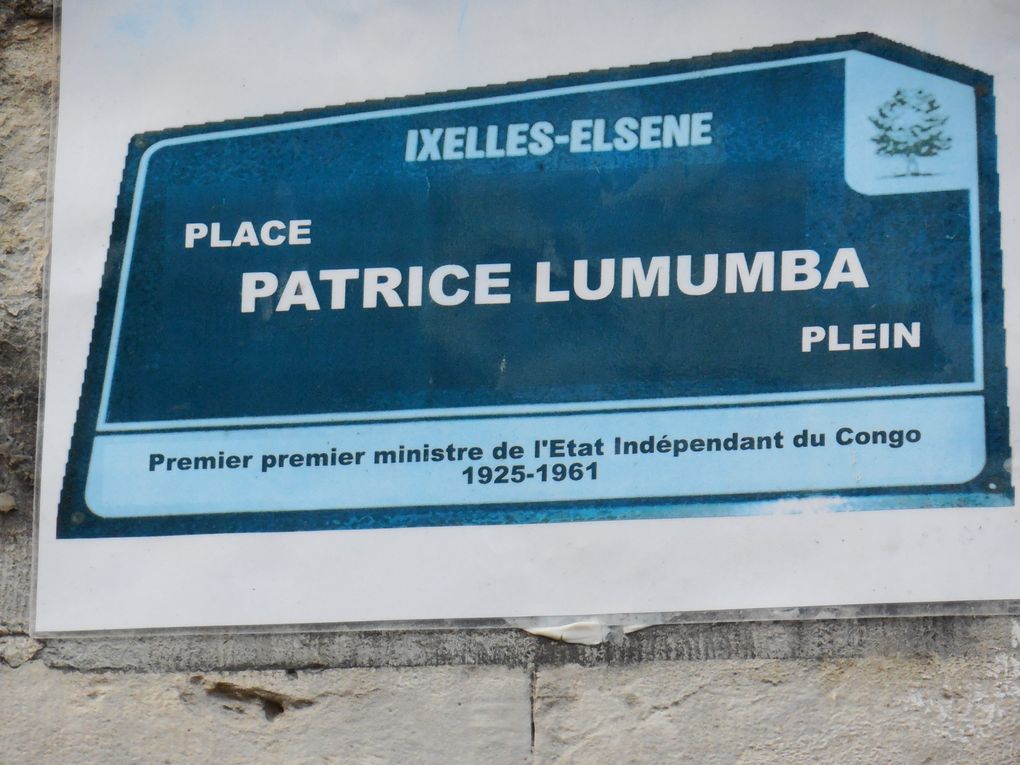 IXELLES-ELSENE
PLACE
PATRICE LUMUMBA
PLEIN
Premier premier ministre de l'Etat Indépendant du Congo
1925-1961